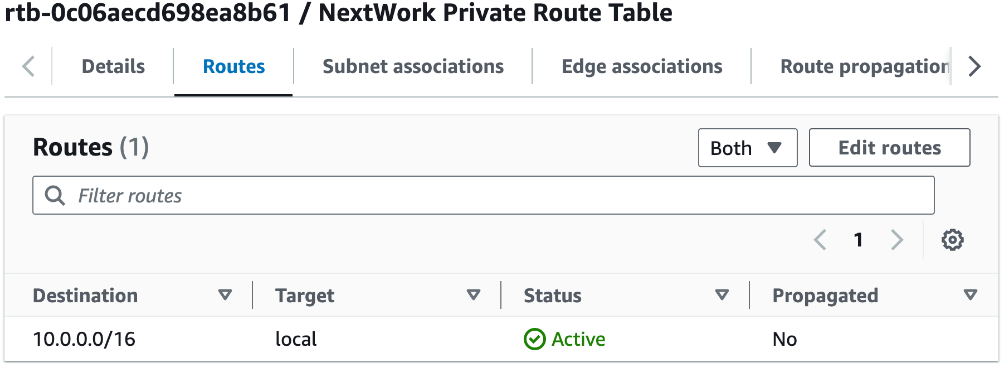 rtb-0c06aecd698ea8b61 / NextWork Private Route Table
Details Routes Subnet associations Edge associations Route propagation
Routes (1) Both Edit routes
Filter routes
1
Destination Target Status Propagated
10.0.0.0/16 local Active No